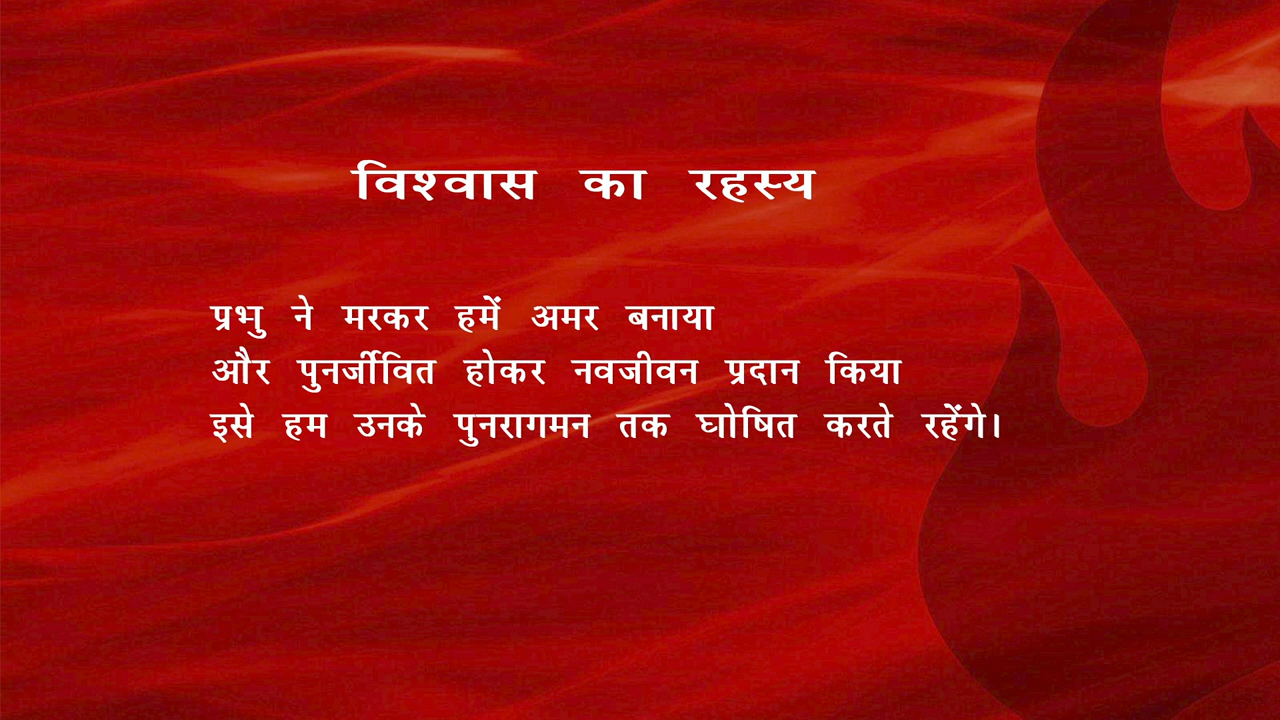 विश्वास का रहस्य
प्रभु ने मरकर हमें अमर बनाया
और पुनर्जीवित होकर नवजीवन प्रदान किया
इसे हम उनके पुनरागमन तक घोषित करते रहेंगे।